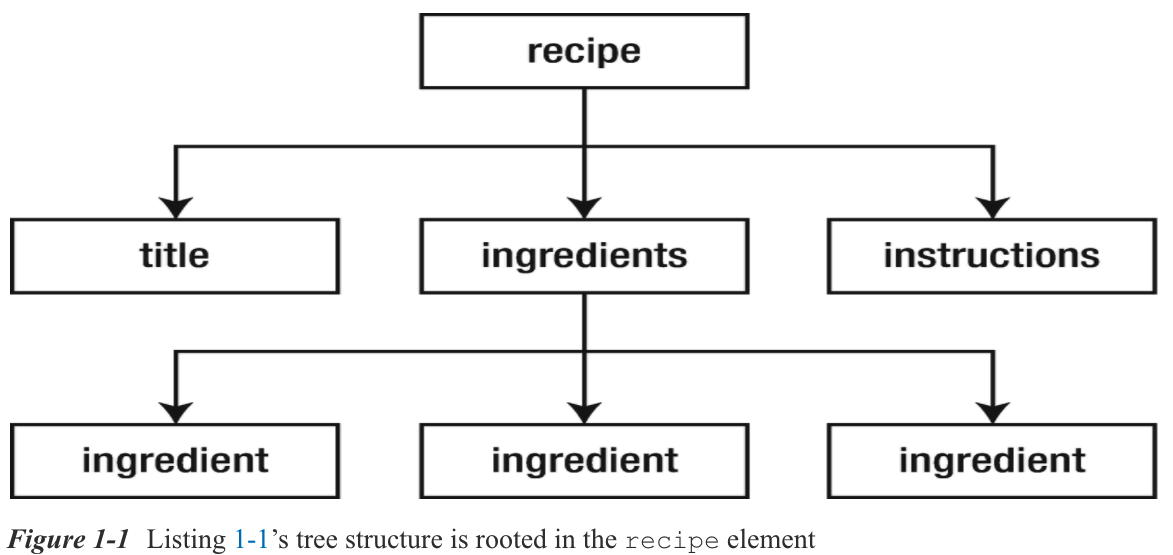 recipe
title ingredients instructions
ingredient ingredient ingredient
Figure 1-1 Listing 1-1’s tree structure is rooted in the recipe element